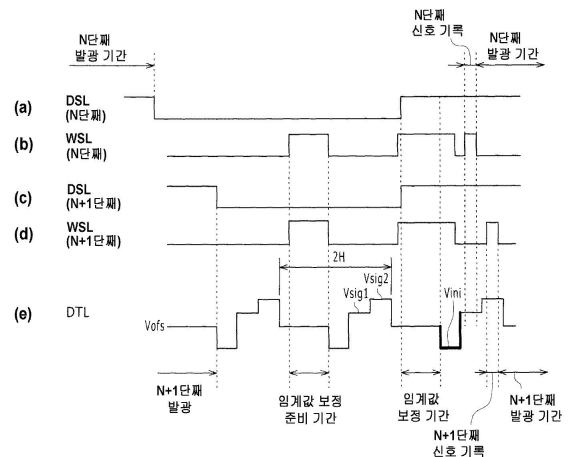 N단째
발광 기간
N단째
신호 기록
N단째
발광 기간
(a) DSL
(N단째)
(b) WSL
(N단째)
(c) DSL
(N+1단째)
(d) WSL
(N+1단째)
2H
(e) DTL
Vofs
Vsig1
Vsig2
Vini
N+1단째
발광
임계값 보정
준비 기간
임계값
보정 기간
N+1단째
신호 기록
N+1단째
발광 기간